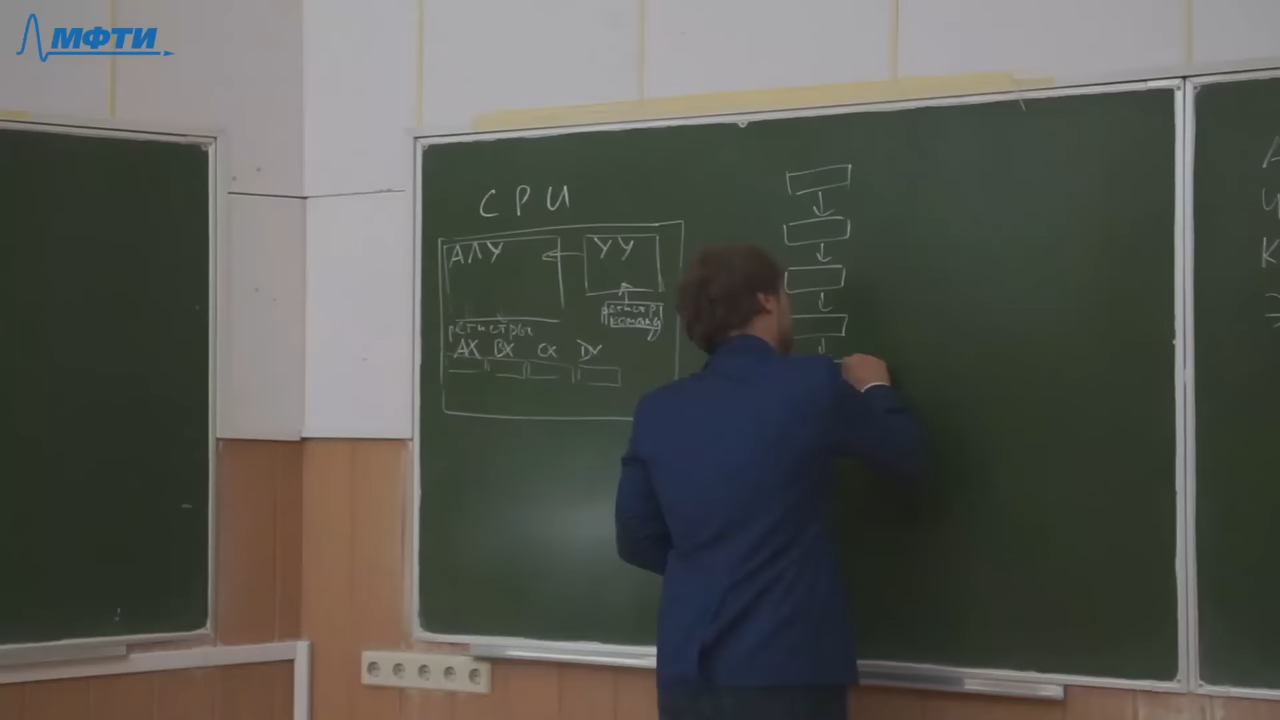 МФТИ
CPU
АЛУ
УУ
регистр
команд
регистры
AX BX CX DX